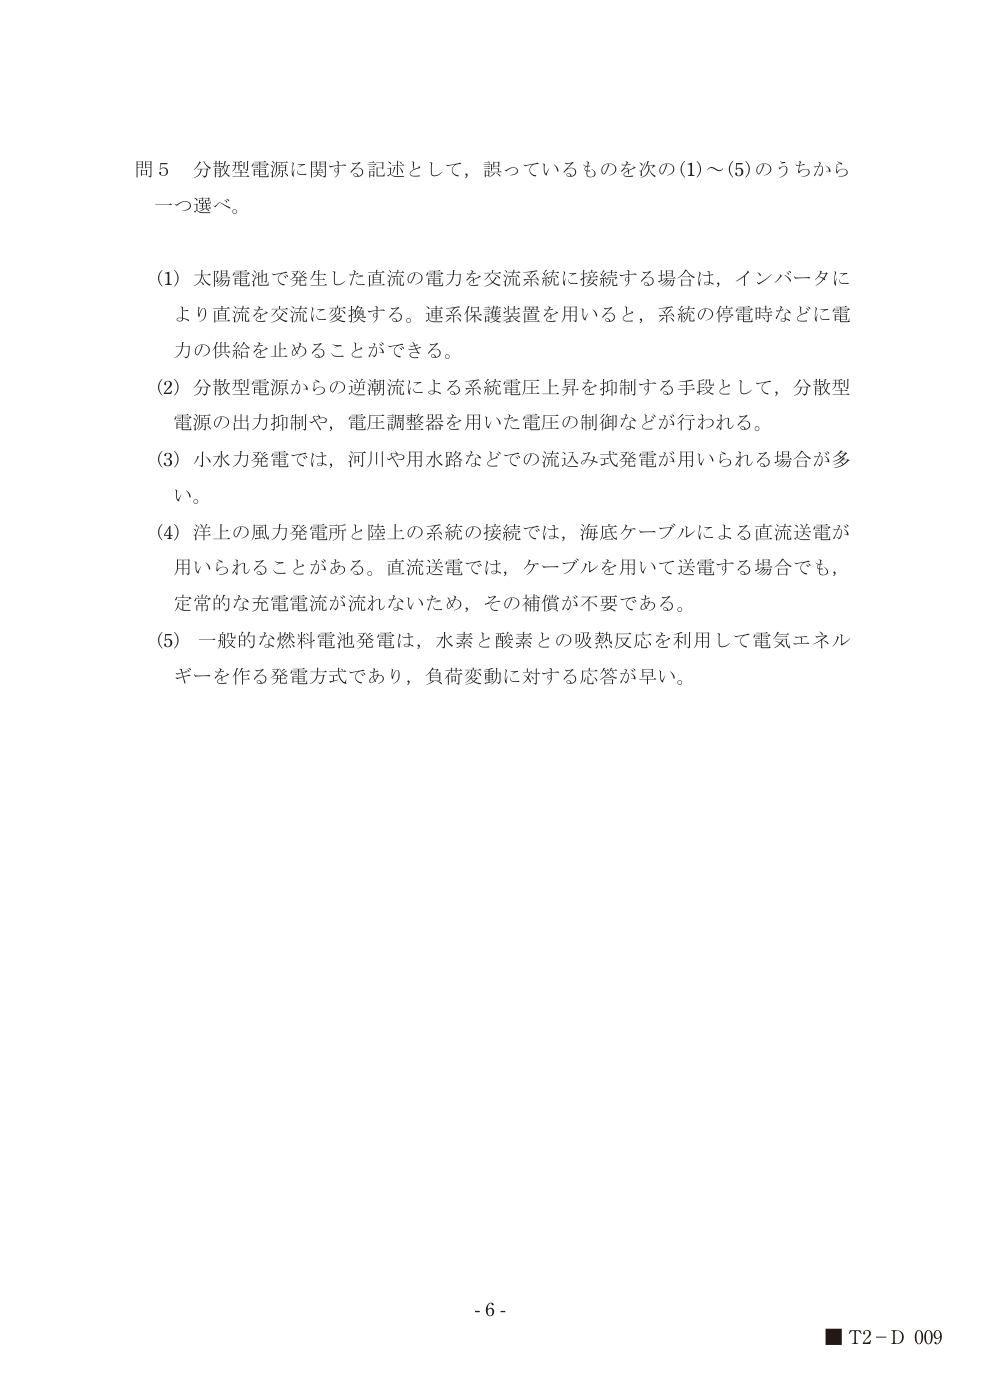 問５　分散型電源に関する記述として，誤っているものを次の(1)～(5)のうちから
一つ選べ。
(1) 太陽電池で発生した直流の電力を交流系統に接続する場合は，インバータに
より直流を交流に変換する。連系保護装置を用いると，系統の停電時などに電
力の供給を止めることができる。
(2) 分散型電源からの逆潮流による系統電圧上昇を抑制する手段として，分散型
電源の出力抑制や，電圧調整器を用いた電圧の制御などが行われる。
(3) 小水力発電では，河川や用水路などでの流込み式発電が用いられる場合が多
い。
(4) 洋上の風力発電所と陸上の系統の接続では，海底ケーブルによる直流送電が
用いられることがある。直流送電では，ケーブルを用いて送電する場合でも，
定常的な充電電流が流れないため，その補償が不要である。
(5) 一般的な燃料電池発電は，水素と酸素との吸熱反応を利用して電気エネル
ギーを作る発電方式であり，負荷変動に対する応答が早い。
- 6 -
■ T2－D 009